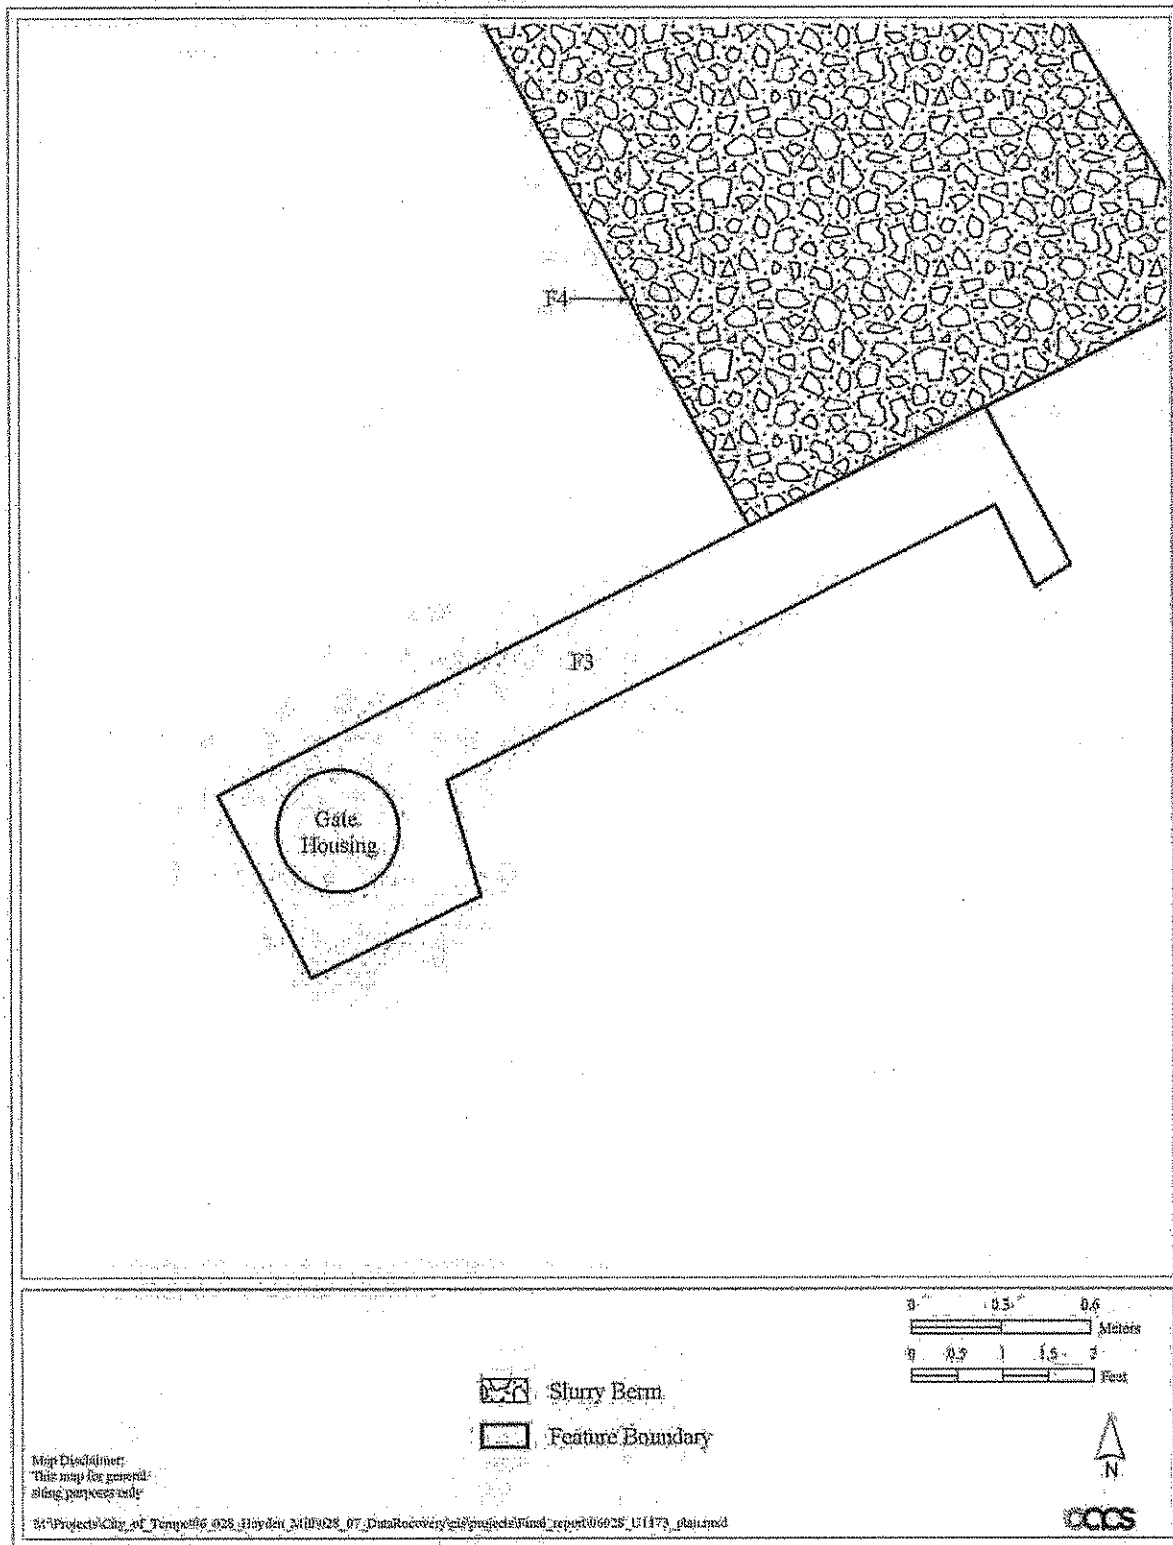 F4
F3
Gate
Housing
0 0.3 0.6
Meters
0 0.5 1 1.5 2
Feet
Slurry Berm
Feature Boundary
Map Disclaimer:
This map for general
siting purposes only
N
CCS